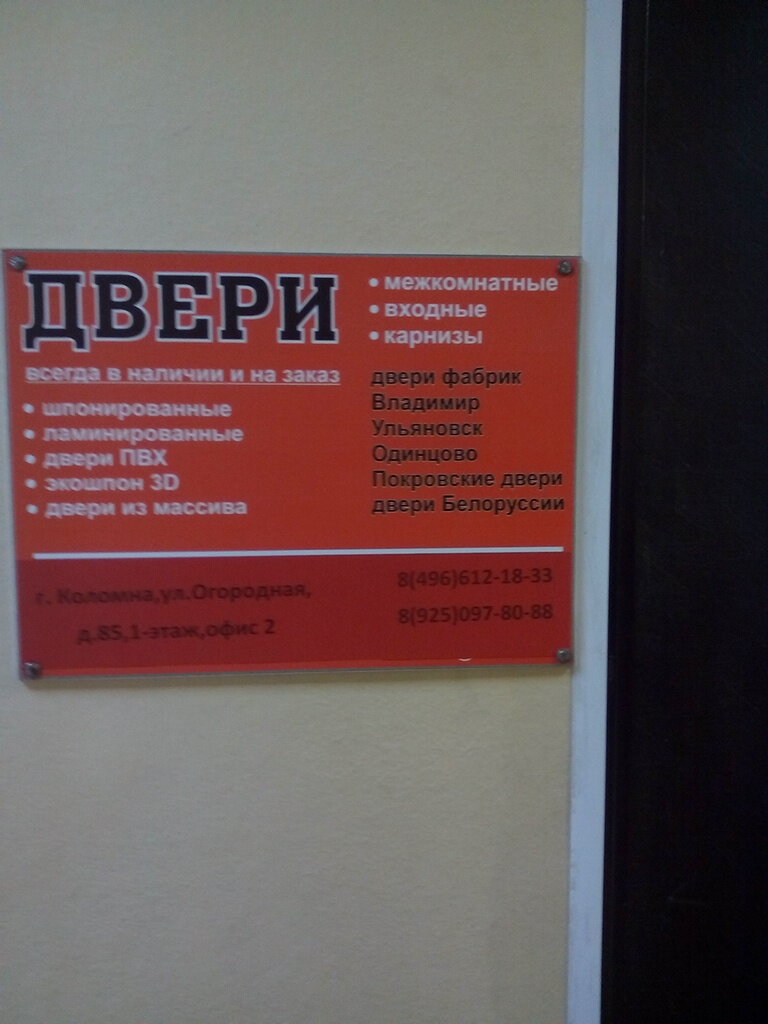 ДВЕРИ
всегда в наличии и на заказ
• шпонированные
• ламинированные
• двери ПВХ
• экошпон 3D
• двери из массива
• межкомнатные
• входные
• карнизы
двери фабрик
Владимир
Ульяновск
Одинцово
Покровские двери
двери Белоруссии
г. Коломна,ул.Огородная,
д.85,1-этаж,офис 2
8(496)612-18-33
8(925)097-80-88